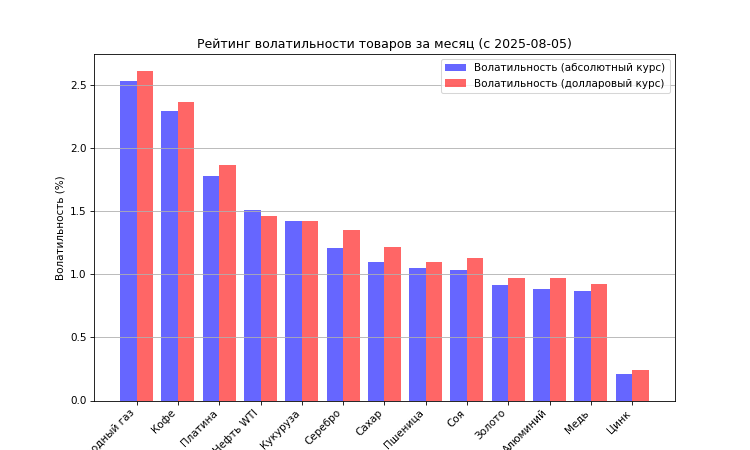 Рейтинг волатильности товаров за месяц (с 2025-08-05)
Волатильность (абсолютный курс)
Волатильность (долларовый курс)
Волатильность (%)
2.5
2.0
1.5
1.0
0.5
0.0
одный газ
Кофе
Платина
Нефть WTI
Кукуруза
Серебро
Сахар
Пшеница
Соя
Золото
Алюминий
Медь
Цинк